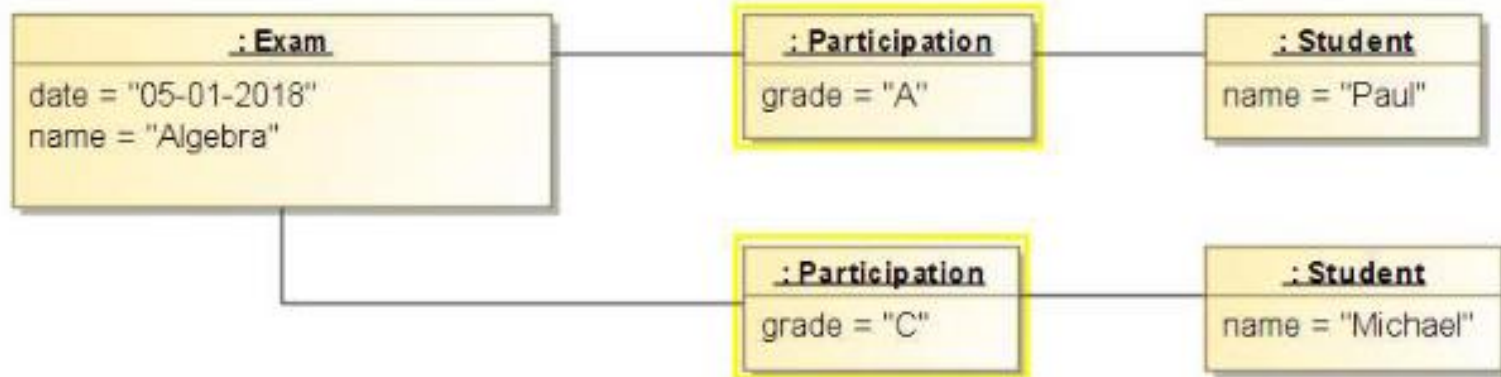 : Exam
date = "05-01-2018"
name = "Algebra"
: Participation
grade = "A"
: Student
name = "Paul"
: Participation
grade = "C"
: Student
name = "Michael"